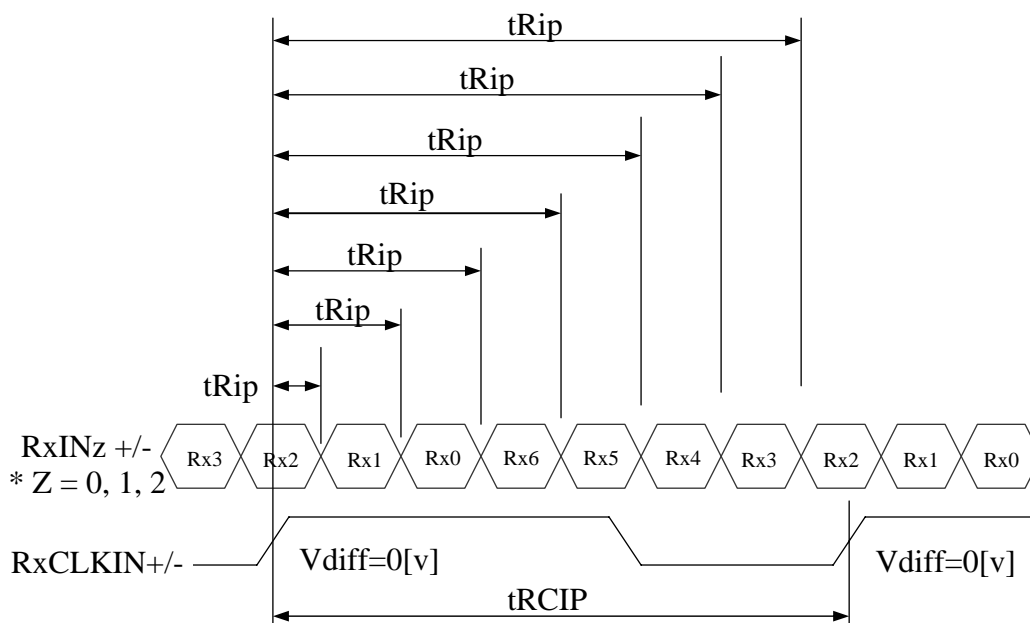 tRip
tRip
tRip
tRip
tRip
tRip
tRip
RxINz +/-
* Z = 0, 1, 2
Rx3 Rx2 Rx1 Rx0 Rx6 Rx5 Rx4 Rx3 Rx2 Rx1 Rx0
RxCLKIN+/-
Vdiff=0[v]
Vdiff=0[v]
tRCIP